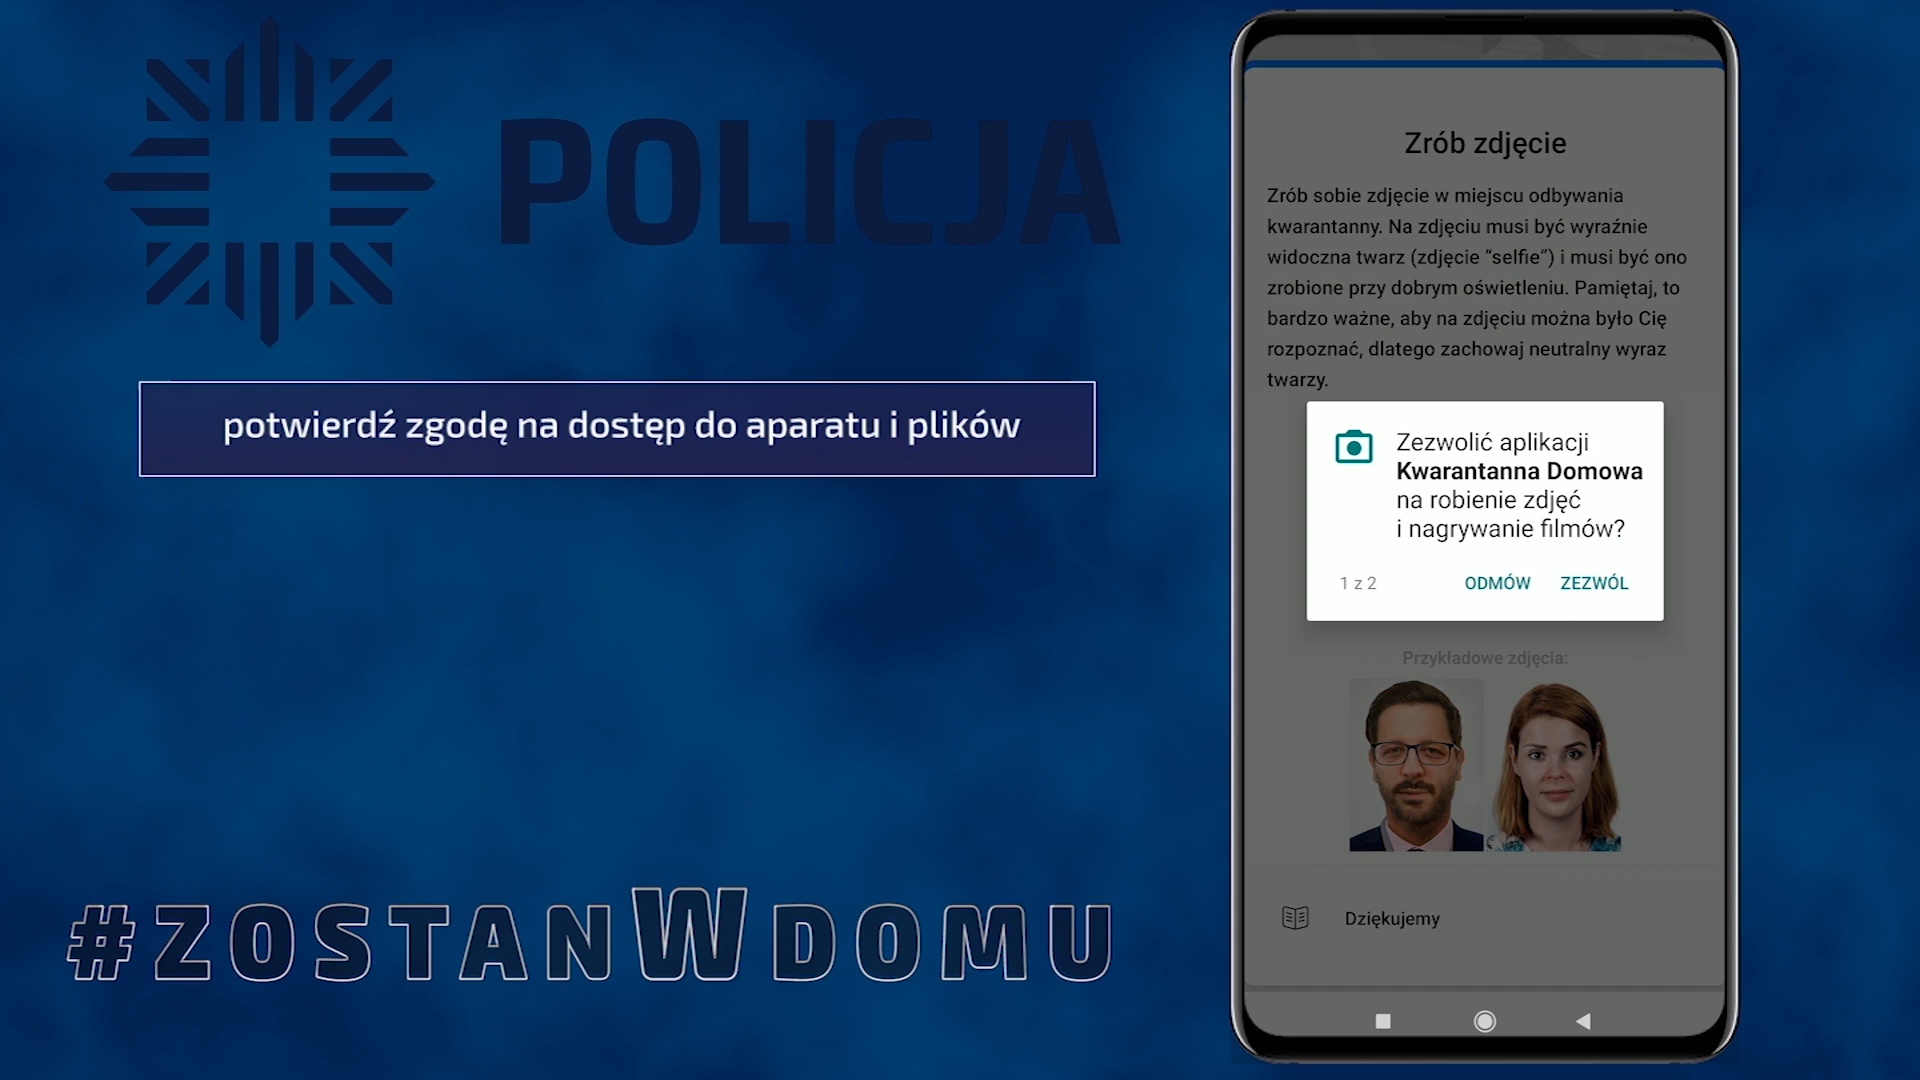 POLICJA
potwierdź zgodę na dostęp do aparatu i plików
#ZOSTANWDOMU
Zrób zdjęcie
Zrób sobie zdjęcie w miejscu odbywania
kwarantanny. Na zdjęciu musi być wyraźnie
widoczna twarz (zdjęcie “selfie”) i musi być ono
zrobione przy dobrym oświetleniu. Pamiętaj, to
bardzo ważne, aby na zdjęciu można było Cię
rozpoznać, dlatego zachowaj neutralny wyraz
twarzy.
Zezwolić aplikacji
Kwarantanna Domowa
na robienie zdjęć
i nagrywanie filmów?
1 z 2 ODMÓW ZEZWÓL
Przykładowe zdjęcia:
Dziękujemy